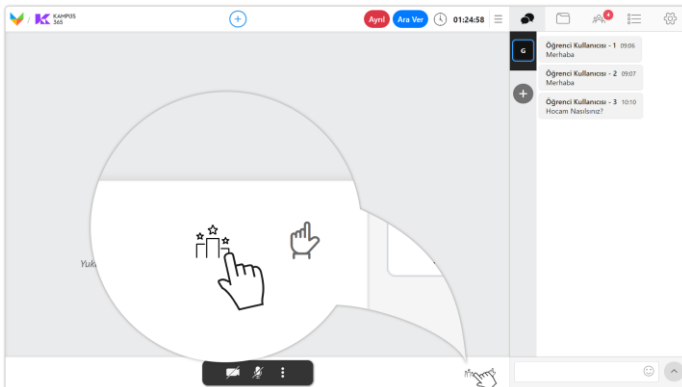 KAMPÜS
365
Ayrıl
Ara Ver
01:24:58
4
G
Öğrenci Kullanıcısı - 1 09:06
Merhaba
Öğrenci Kullanıcısı - 2 09:07
Merhaba
Öğrenci Kullanıcısı - 3 10:10
Hocam Nasılsınız?